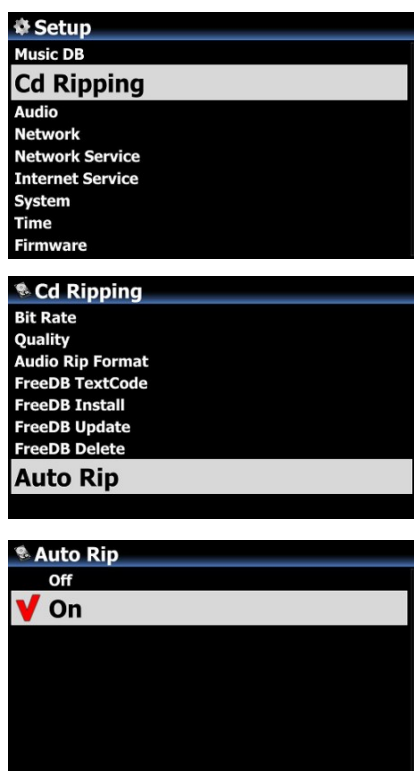 Setup
Music DB
Cd Ripping
Audio
Network
Network Service
Internet Service
System
Time
Firmware
Cd Ripping
Bit Rate
Quality
Audio Rip Format
FreeDB TextCode
FreeDB Install
FreeDB Update
FreeDB Delete
Auto Rip
Auto Rip
Off
On